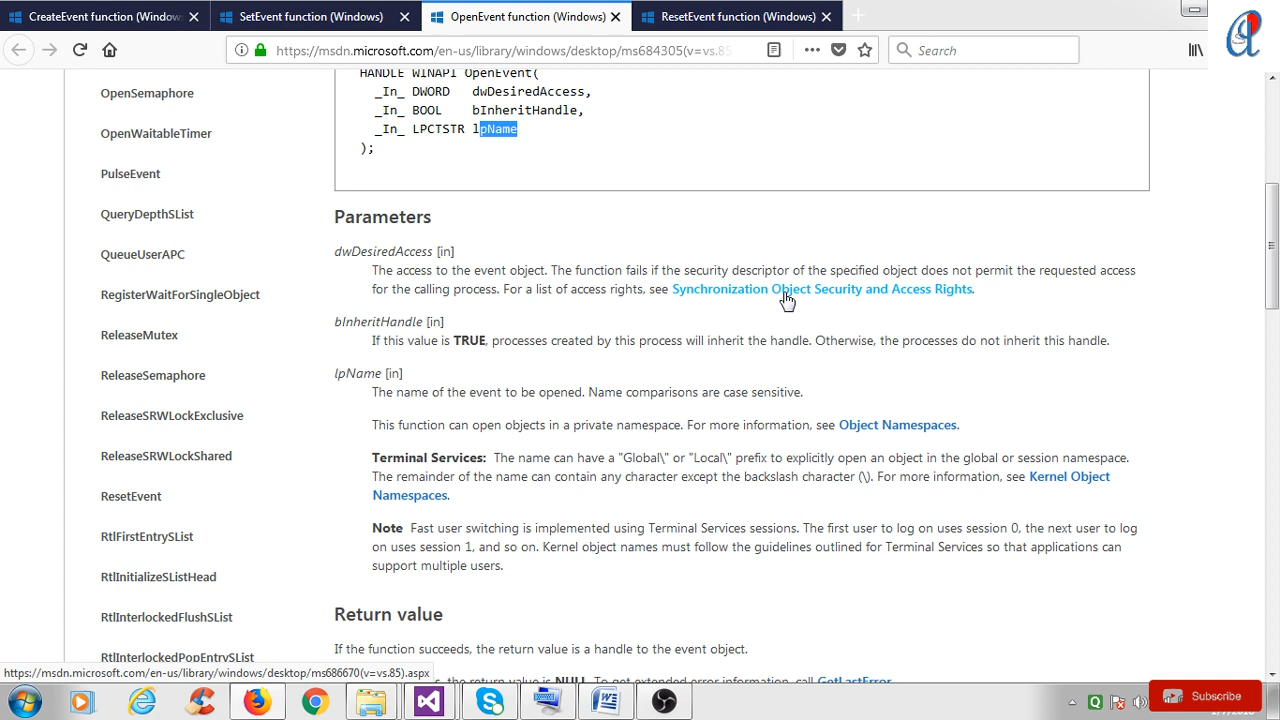 CreateEvent function (Window
SetEvent function (Windows)
OpenEvent function (Windows)
ResetEvent function (Windows)
https://msdn.microsoft.com/en-us/library/windows/desktop/ms684305(v=vs.85
Search
HANDLE WINAPI OpenEvent(
_In_ DWORD dwDesiredAccess,
_In_ BOOL bInheritHandle,
_In_ LPCTSTR lpName
);
OpenSemaphore
OpenWaitableTimer
PulseEvent
QueryDepthSList
QueueUserAPC
RegisterWaitForSingleObject
ReleaseMutex
ReleaseSemaphore
ReleaseSRWLockExclusive
ReleaseSRWLockShared
ResetEvent
RtlFirstEntrySList
RtlInitializeSListHead
RtlInterlockedFlushSList
RtlInterlockedPopEntrySList
Parameters
dwDesiredAccess [in]
The access to the event object. The function fails if the security descriptor of the specified object does not permit the requested access
for the calling process. For a list of access rights, see Synchronization Object Security and Access Rights.
bInheritHandle [in]
If this value is TRUE, processes created by this process will inherit the handle. Otherwise, the processes do not inherit this handle.
lpName [in]
The name of the event to be opened. Name comparisons are case sensitive.
This function can open objects in a private namespace. For more information, see Object Namespaces.
Terminal Services: The name can have a "Global\" or "Local\" prefix to explicitly open an object in the global or session namespace.
The remainder of the name can contain any character except the backslash character (\). For more information, see Kernel Object
Namespaces.
Note Fast user switching is implemented using Terminal Services sessions. The first user to log on uses session 0, the next user to log
on uses session 1, and so on. Kernel object names must follow the guidelines outlined for Terminal Services so that applications can
support multiple users.
Return value
If the function succeeds, the return value is a handle to the event object.
the return value is NULL. To get extended error information, call GetLastError.
https://msdn.microsoft.com/en-us/library/windows/desktop/ms686670(v=vs.85).aspx
Subscribe